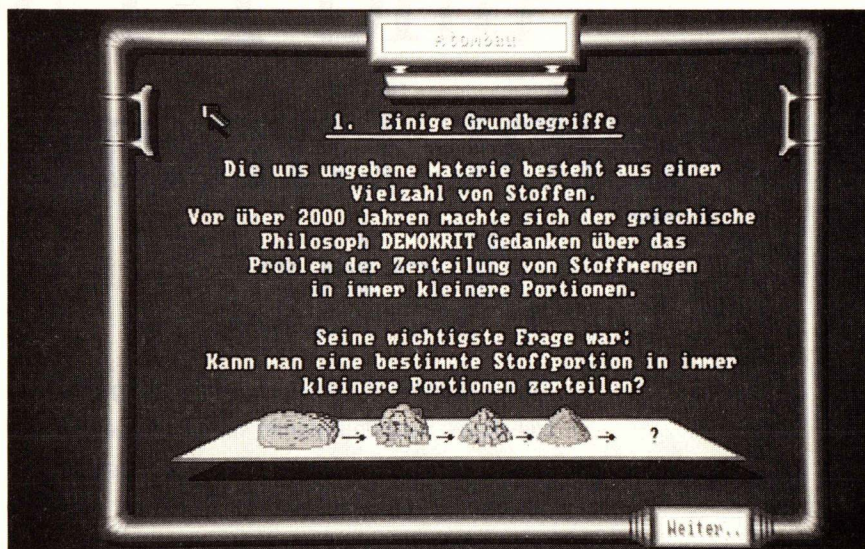 Atombau
1. Einige Grundbegriffe
Die uns umgebene Materie besteht aus einer
Vielzahl von Stoffen.
Vor über 2000 Jahren machte sich der griechische
Philosoph DEMOKRIT Gedanken über das
Problem der Zerteilung von Stoffmengen
in immer kleinere Portionen.
Seine wichtigste Frage war:
Kann man eine bestimmte Stoffportion in immer
kleinere Portionen zerteilen?
?
Weiter..